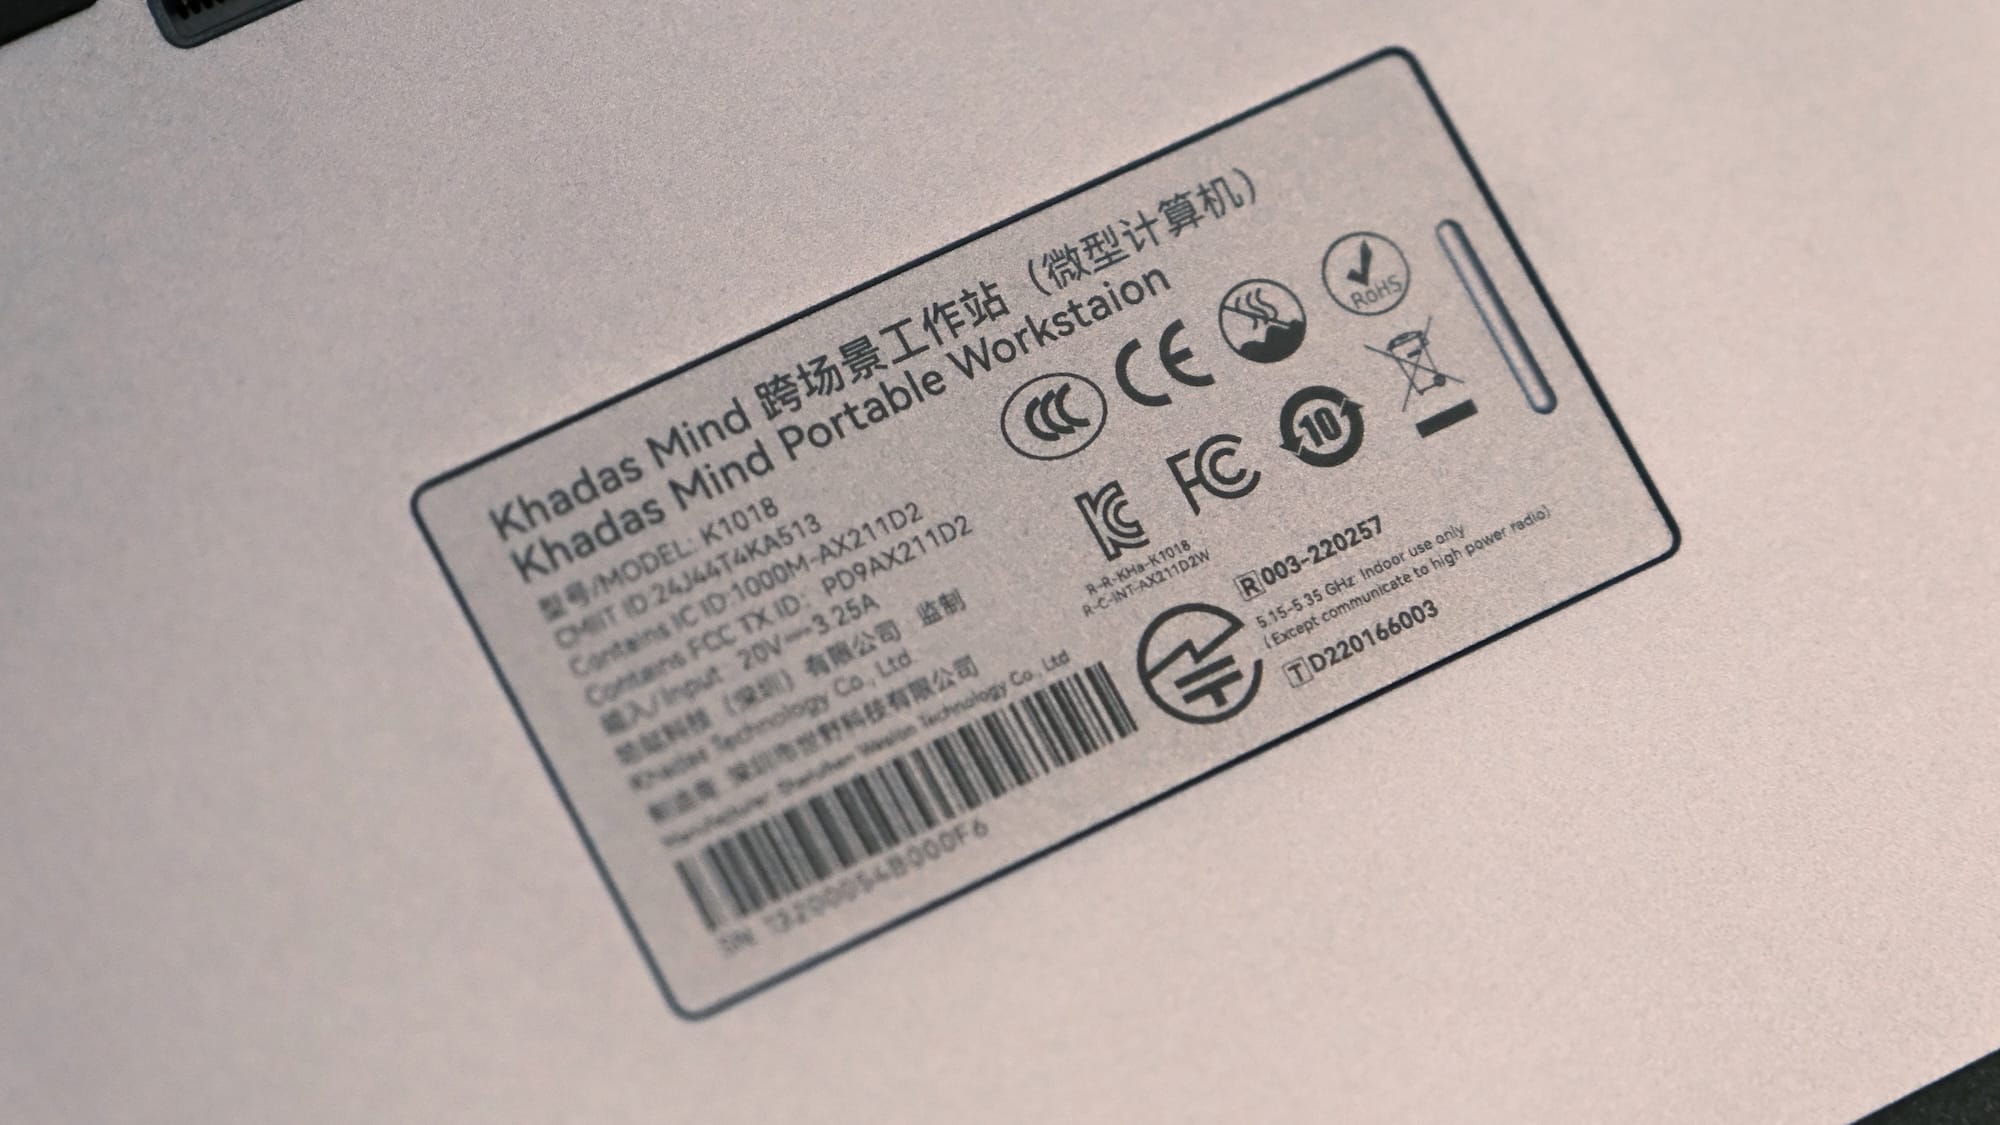 Khadas Mind 跨场景工作站（微型计算机）
Khadas Mind Portable Workstaion
型号/MODEL: K1018
CMIIT ID:24J44T4KA513
Contains IC ID:1000M-AX211D2
Contains FCC TX ID: PD9AX211D2
输入/Input: 20V⎓3.25A
（深圳）有限公司 监制
Khadas Technology Co., Ltd
制造商: 深圳市世野科技有限公司
Manufacturer: Shenzhen Wesion Technology Co., Ltd
SN:
CE
RoHS
FC
10
R-R-KHa-K1018
R-C-INT-AX211D2W
R 003-220257
5.15-5.35 GHz Indoor use only
(Except communicate to high power radio)
T D220166003